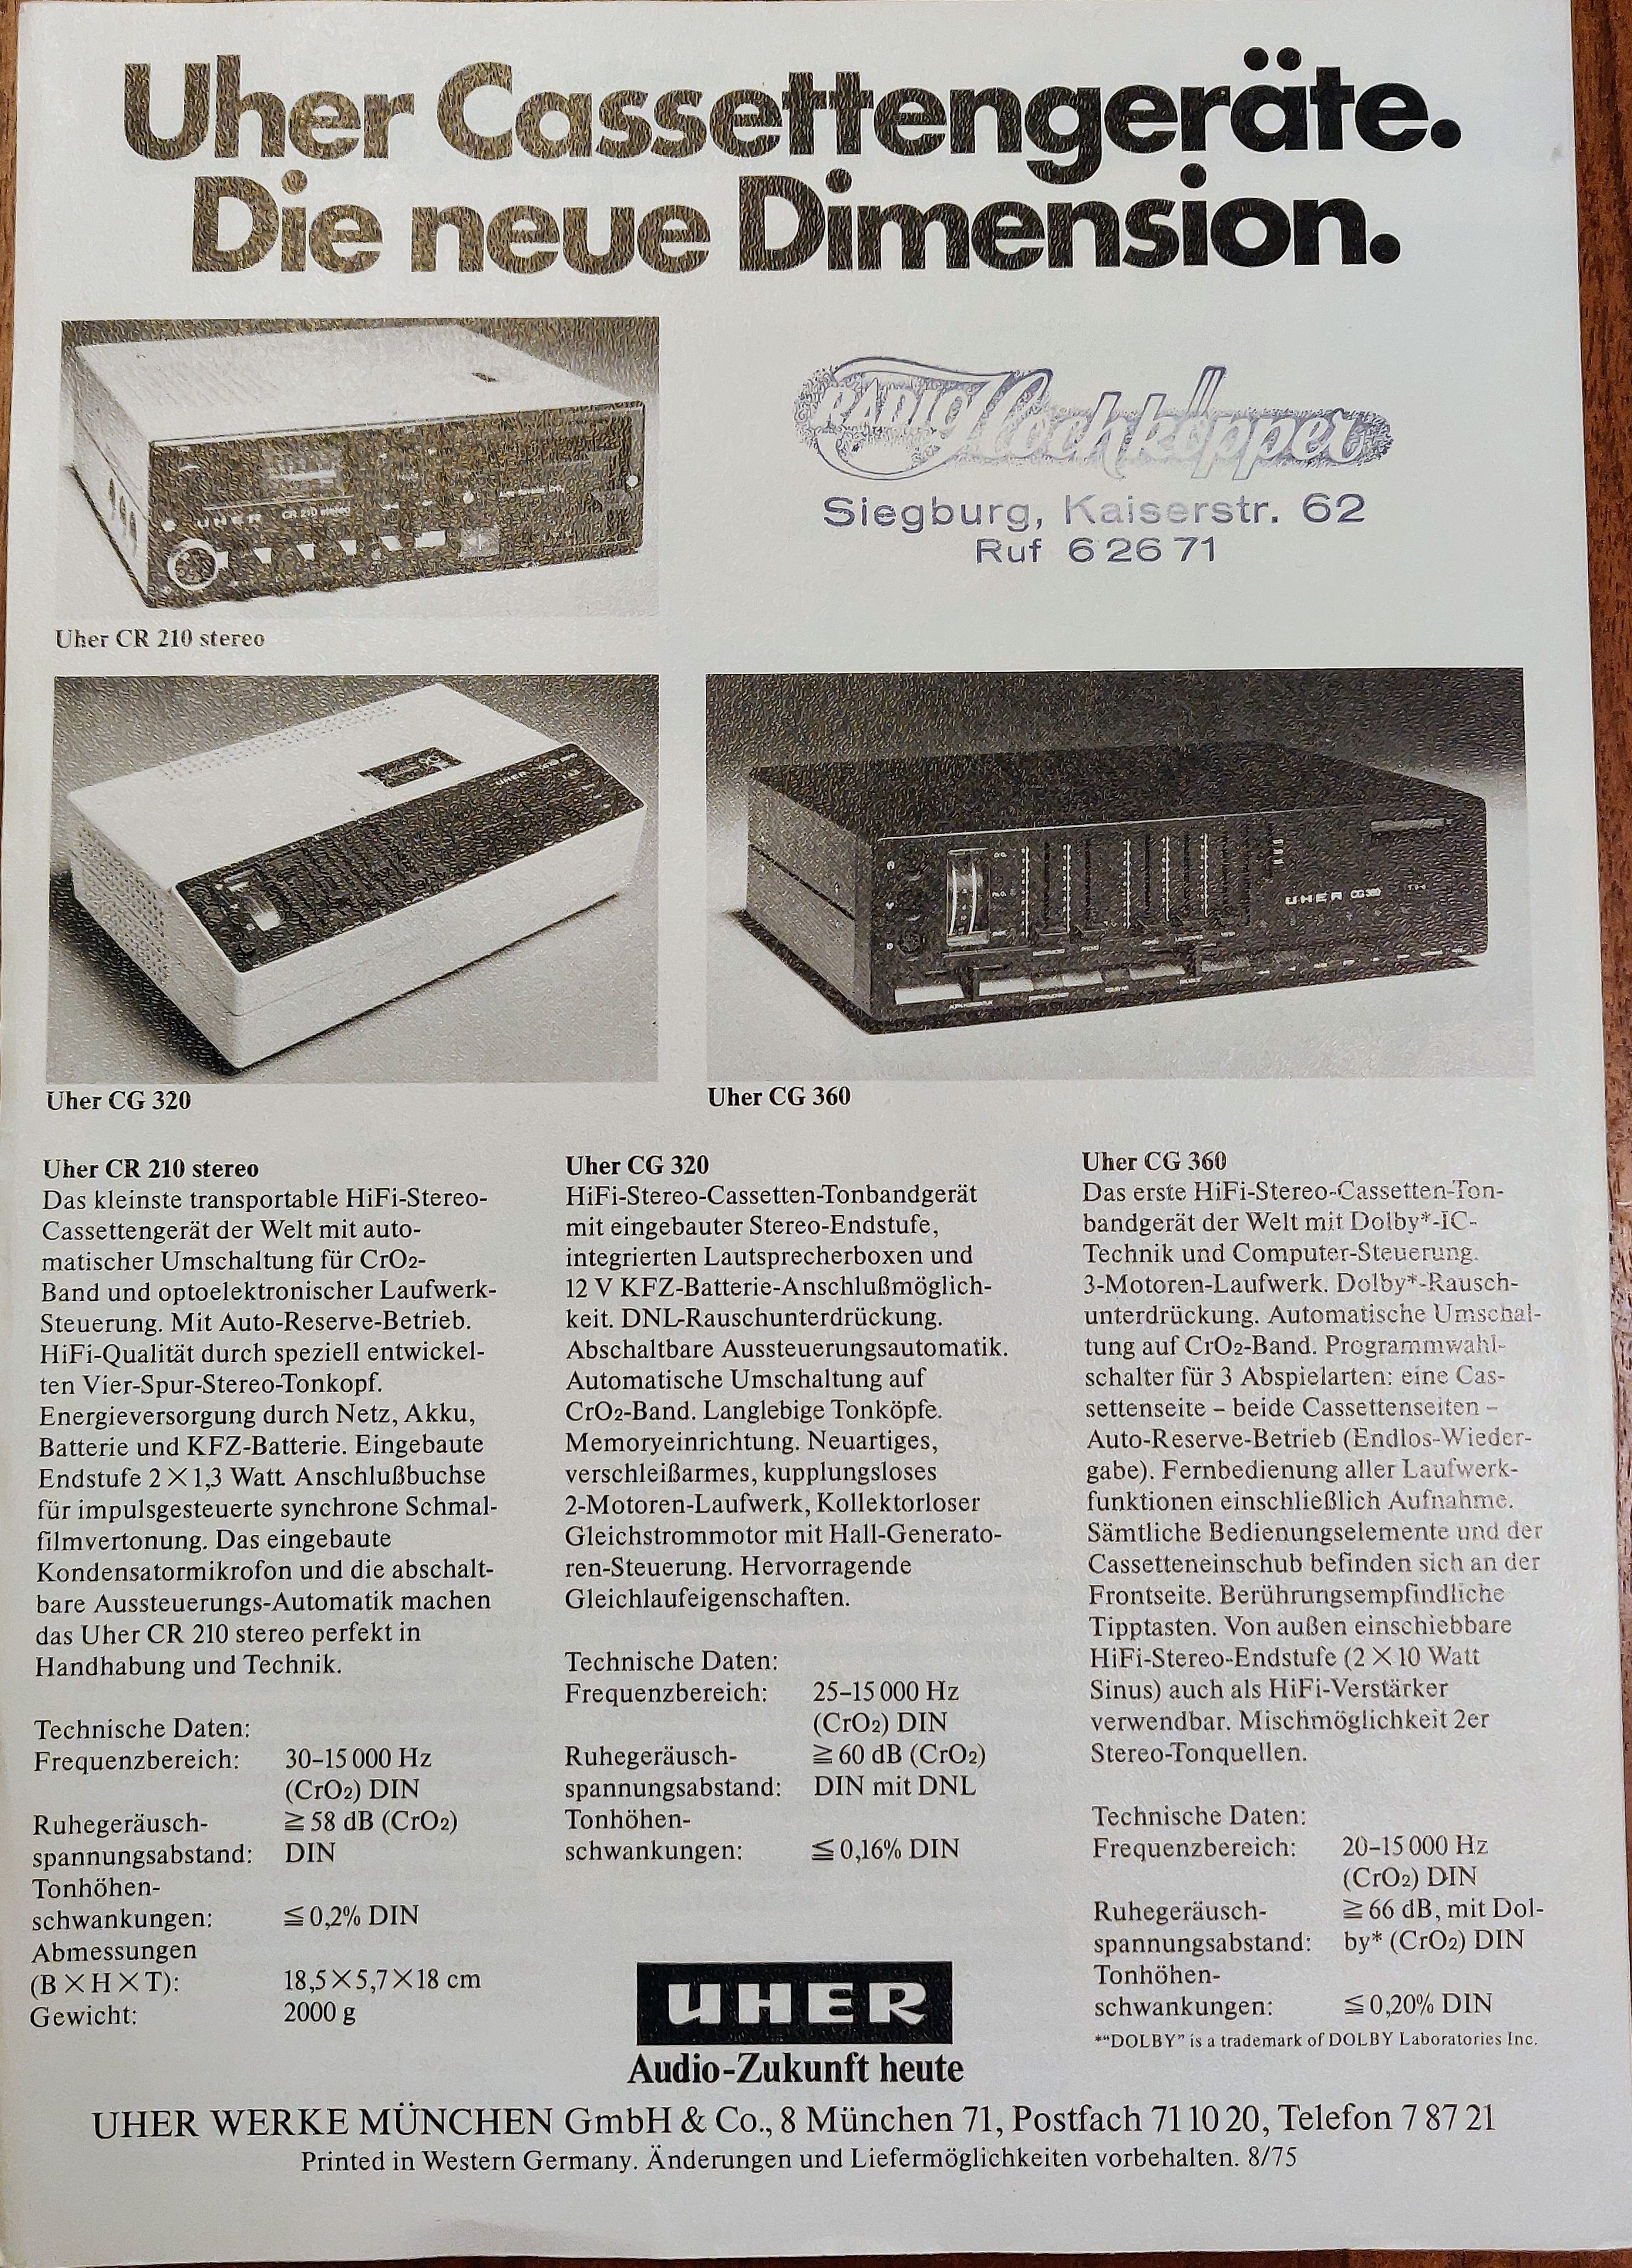 Uher Cassettengeräte.
Die neue Dimension.
RADIO Hochköpper
Siegburg, Kaiserstr. 62
Ruf 6 26 71
UHER CR 210 stereo
Uher CR 210 stereo
UHER
UHER CG 360
Uher CG 320
Uher CG 360
Uher CR 210 stereo
Das kleinste transportable HiFi-Stereo-
Cassettengerät der Welt mit auto-
matischer Umschaltung für CrO2-
Band und optoelektronischer Laufwerk-
Steuerung. Mit Auto-Reserve-Betrieb.
HiFi-Qualität durch speziell entwickel-
ten Vier-Spur-Stereo-Tonkopf.
Energieversorgung durch Netz, Akku,
Batterie und KFZ-Batterie. Eingebaute
Endstufe 2 × 1,3 Watt. Anschlußbuchse
für impulsgesteuerte synchrone Schmal-
filmvertonung. Das eingebaute
Kondensatormikrofon und die abschalt-
bare Aussteuerungs-Automatik machen
das Uher CR 210 stereo perfekt in
Handhabung und Technik.
Technische Daten:
Frequenzbereich: 30–15 000 Hz
(CrO2) DIN
Ruhegeräusch- ≧ 58 dB (CrO2)
spannungsabstand: DIN
Tonhöhen-
schwankungen: ≦ 0,2% DIN
Abmessungen
(B × H × T): 18,5 × 5,7 × 18 cm
Gewicht: 2000 g
Uher CG 320
HiFi-Stereo-Cassetten-Tonbandgerät
mit eingebauter Stereo-Endstufe,
integrierten Lautsprecherboxen und
12 V KFZ-Batterie-Anschlußmöglich-
keit. DNL-Rauschunterdrückung.
Abschaltbare Aussteuerungsautomatik.
Automatische Umschaltung auf
CrO2-Band. Langlebige Tonköpfe.
Memoryeinrichtung. Neuartiges,
verschleißarmes, kupplungsloses
2-Motoren-Laufwerk, Kollektorloser
Gleichstrommotor mit Hall-Generato-
ren-Steuerung. Hervorragende
Gleichlaufeigenschaften.
Technische Daten:
Frequenzbereich: 25–15 000 Hz
(CrO2) DIN
Ruhegeräusch- ≧ 60 dB (CrO2)
spannungsabstand: DIN mit DNL
Tonhöhen-
schwankungen: ≦ 0,16% DIN
Uher CG 360
Das erste HiFi-Stereo-Cassetten-Ton-
bandgerät der Welt mit Dolby*-IC-
Technik und Computer-Steuerung.
3-Motoren-Laufwerk. Dolby*-Rausch-
unterdrückung. Automatische Umschal-
tung auf CrO2-Band. Programmwahl-
schalter für 3 Abspielarten: eine Cas-
settenseite – beide Cassettenseiten –
Auto-Reserve-Betrieb (Endlos-Wieder-
gabe). Fernbedienung aller Laufwerk-
funktionen einschließlich Aufnahme.
Sämtliche Bedienungselemente und der
Cassetteneinschub befinden sich an der
Frontseite. Berührungsempfindliche
Tipptasten. Von außen einschiebbare
HiFi-Stereo-Endstufe (2 × 10 Watt
Sinus) auch als HiFi-Verstärker
verwendbar. Mischmöglichkeit 2er
Stereo-Tonquellen.
Technische Daten:
Frequenzbereich: 20–15 000 Hz
(CrO2) DIN
Ruhegeräusch- ≧ 66 dB, mit Dol-
spannungsabstand: by* (CrO2) DIN
Tonhöhen-
schwankungen: ≦ 0,20% DIN
*“DOLBY” is a trademark of DOLBY Laboratories Inc.
UHER
Audio-Zukunft heute
UHER WERKE MÜNCHEN GmbH & Co., 8 München 71, Postfach 71 10 20, Telefon 7 87 21
Printed in Western Germany. Änderungen und Liefermöglichkeiten vorbehalten. 8/75